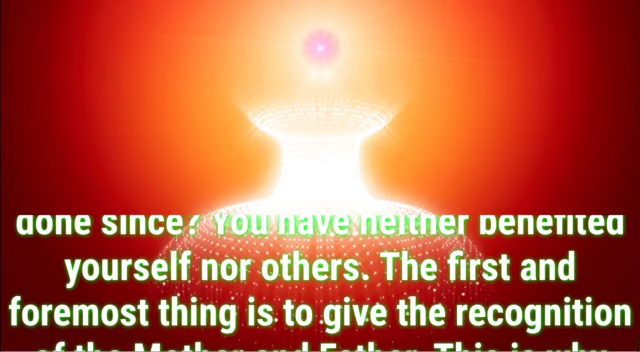 done since? You have neither benefited
yourself nor others. The first and
foremost thing is to give the recognition
of the Mother and Father. This is why